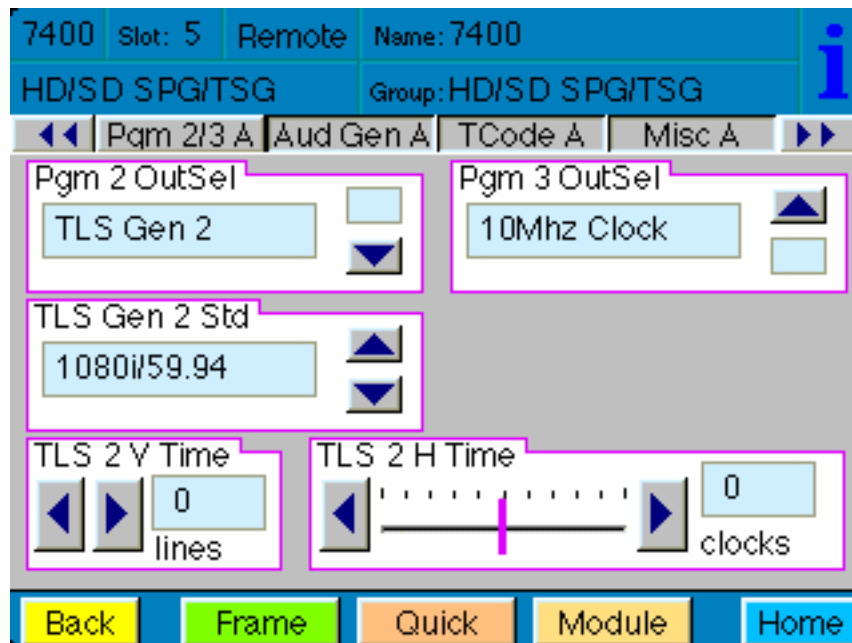 7400 Slot: 5 Remote Name: 7400
HD/SD SPG/TSG Group: HD/SD SPG/TSG
Pgm 2/3 A Aud Gen A TCode A Misc A
Pgm 2 OutSel Pgm 3 OutSel
TLS Gen 2 10Mhz Clock
TLS Gen 2 Std
1080i/59.94
TLS 2 V Time TLS 2 H Time
0 0
lines clocks
Back Frame Quick Module Home